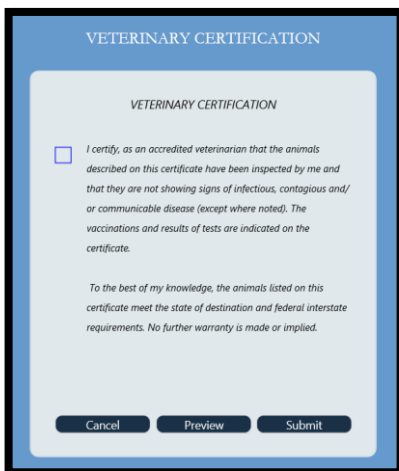 VETERINARY CERTIFICATION
VETERINARY CERTIFICATION
I certify, as an accredited veterinarian that the animals
described on this certificate have been inspected by me and
that they are not showing signs of infectious, contagious and/
or communicable disease (except where noted). The
vaccinations and results of tests are indicated on the
certificate.
To the best of my knowledge, the animals listed on this
certificate meet the state of destination and federal interstate
requirements. No further warranty is made or implied.
Cancel Preview Submit